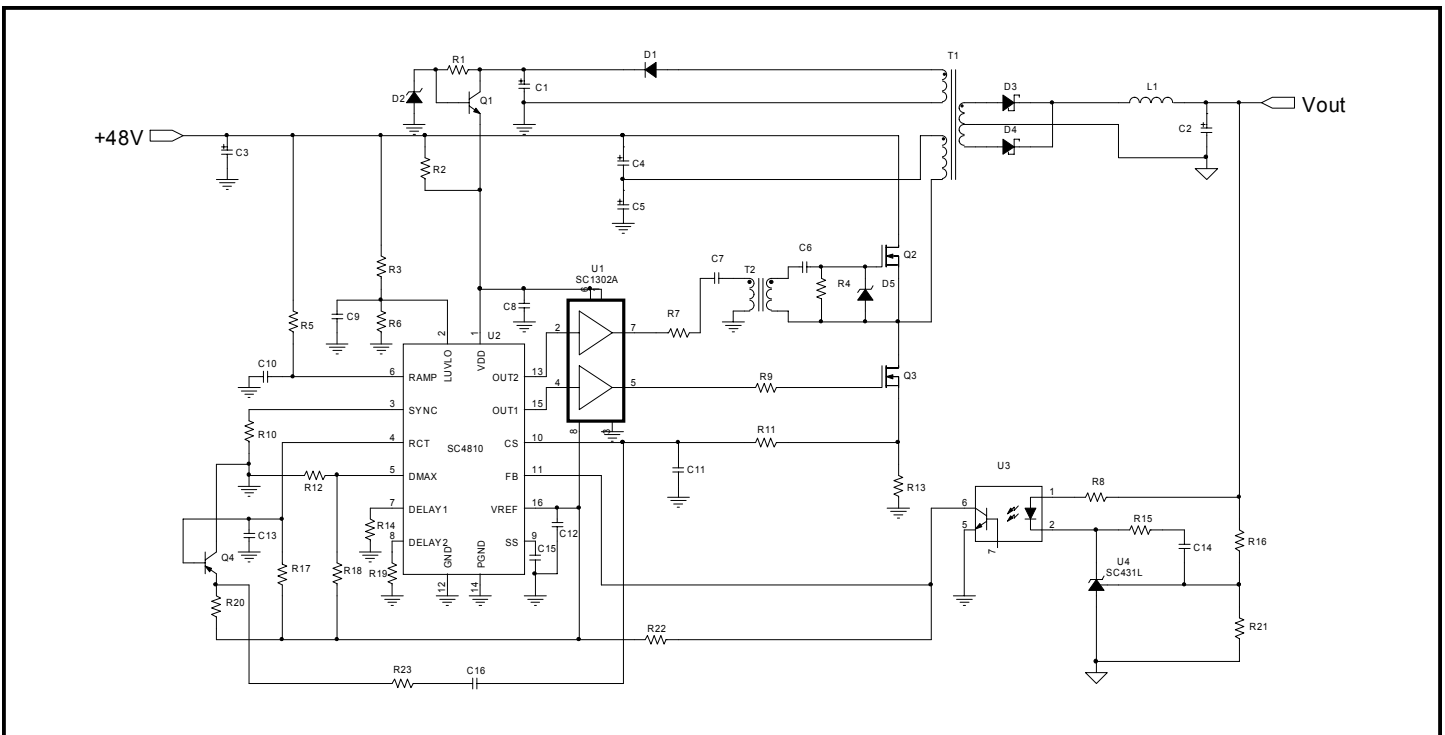 D1
T1
R1
C1
D3
L1
D2
Q1
Vout
D4
C2
+48V
C3
R2
C4
C5
Q2
C6
C7
T2
U1
SC1302A
R3
6
R4
D5
C8
R7
C9
R6
R5
2
1
U2
2
7
LUVLO
VDD
C10
6
RAMP
OUT2
13
Q3
R9
4
5
3
SYNC
OUT1
15
R10
8
3
R11
4
RCT
SC4810
CS
10
U3
5
DMAX
FB
11
C11
R12
R13
R8
6
1
7
DELAY1
VREF
16
R15
5
2
R14
C12
R16
C13
8
DELAY2
SS
9
C15
7
C14
Q4
GND
PGND
U4
SC431L
R17
R18
R19
12
14
R20
R21
R22
R23
C16